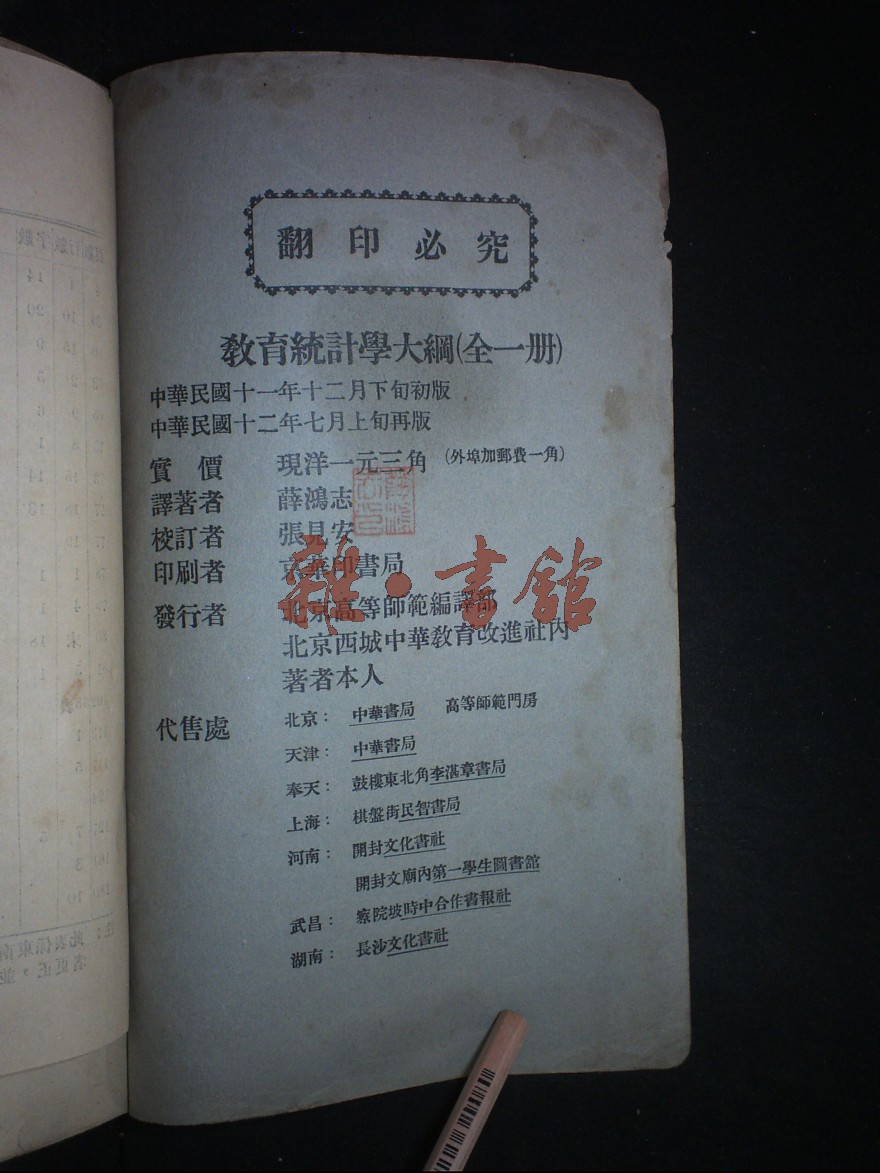 翻印必究
教育統計學大綱(全一册)
中華民國十一年十二月下旬初版
中華民國十二年七月上旬再版
實價 現洋一元三角 (外埠加郵費一角)
譯著者 薛鴻志
校訂者 張見安
印刷者 京華印書局
發行者 北京高等師範編譯部
北京西城中華教育改進社內
著者本人
代售處 北京: 中華書局 高等師範門房
天津: 中華書局
奉天: 鼓樓東北角李湛章書局
上海: 棋盤街民智書局
河南: 開封文化書社
開封文廟內第一學生圖書館
武昌: 察院坡時中合作書報社
湖南: 長沙文化書社
雜·書館